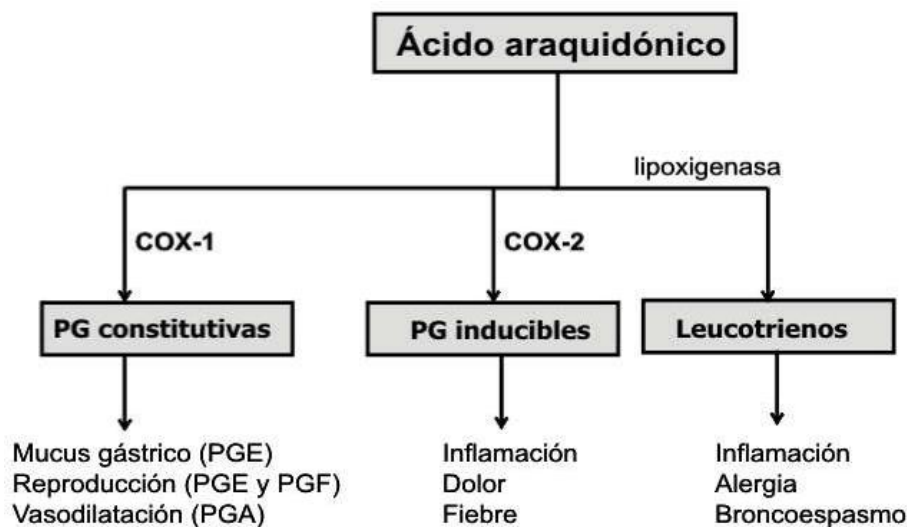 Ácido araquidónico
lipoxigenasa
COX-1
COX-2
PG constitutivas
PG inducibles
Leucotrienos
Mucus gástrico (PGE)
Reproducción (PGE y PGF)
Vasodilatación (PGA)
Inflamación
Dolor
Fiebre
Inflamación
Alergia
Broncoespasmo